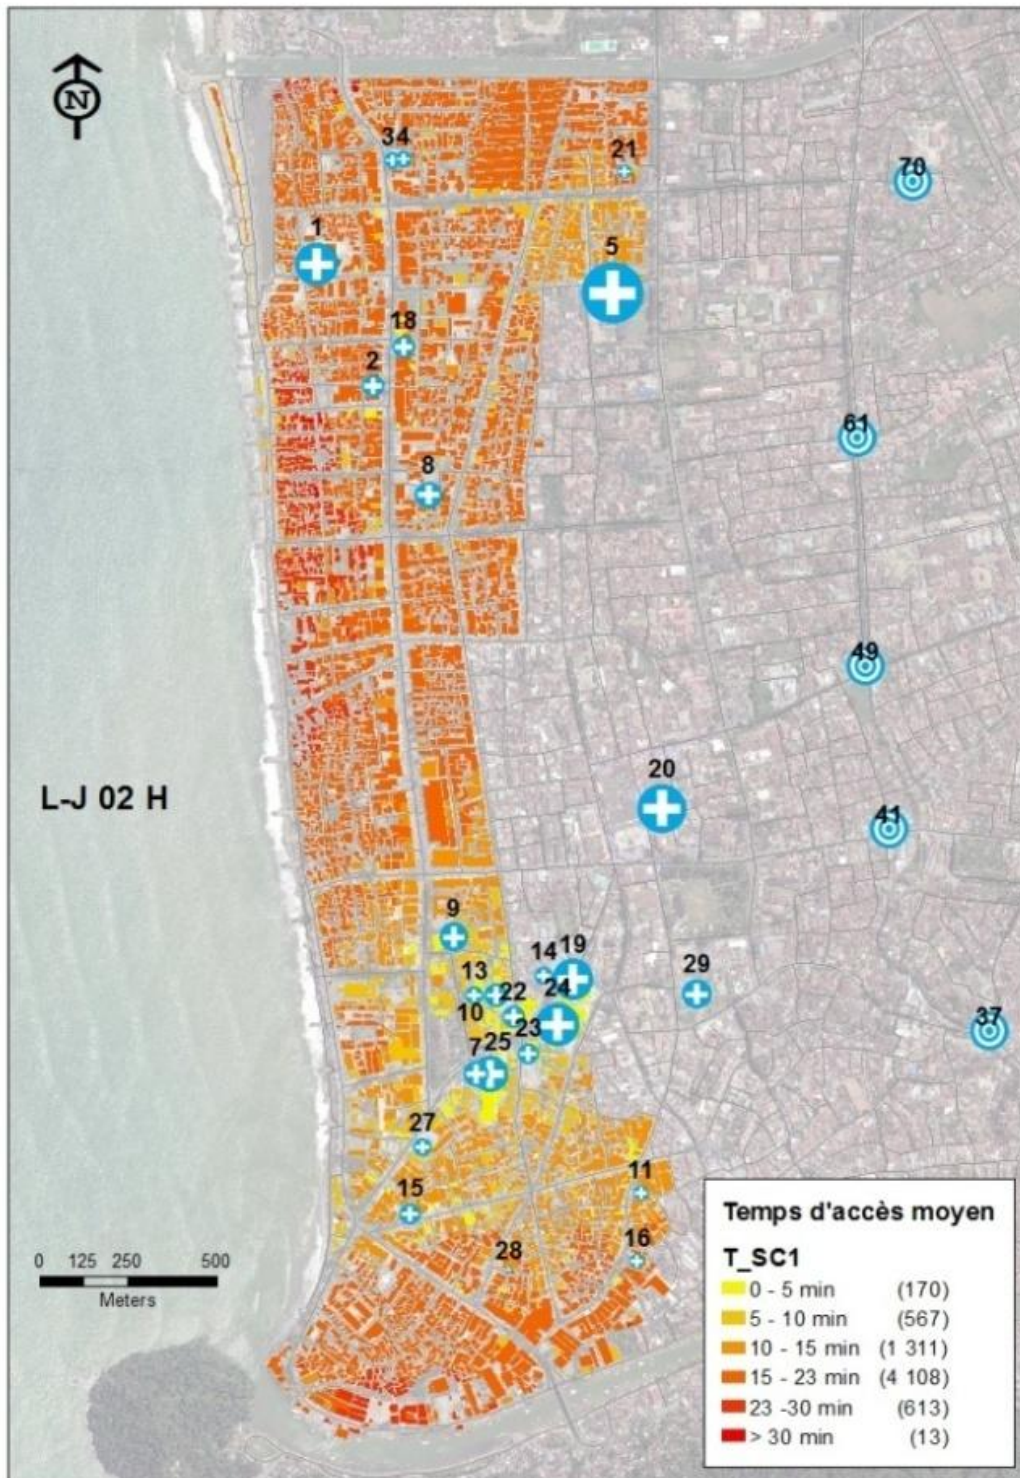 N
34
21
70
1
5
18
2
61
8
49
20
L-J 02 H
41
9
14 19
13
29
22 24
10
23
37
7 25
27
11
15
16
28
0 125 250 500
Meters
Temps d'accès moyen
T_SC1
0 - 5 min (170)
5 - 10 min (567)
10 - 15 min (1 311)
15 - 23 min (4 108)
23 -30 min (613)
> 30 min (13)